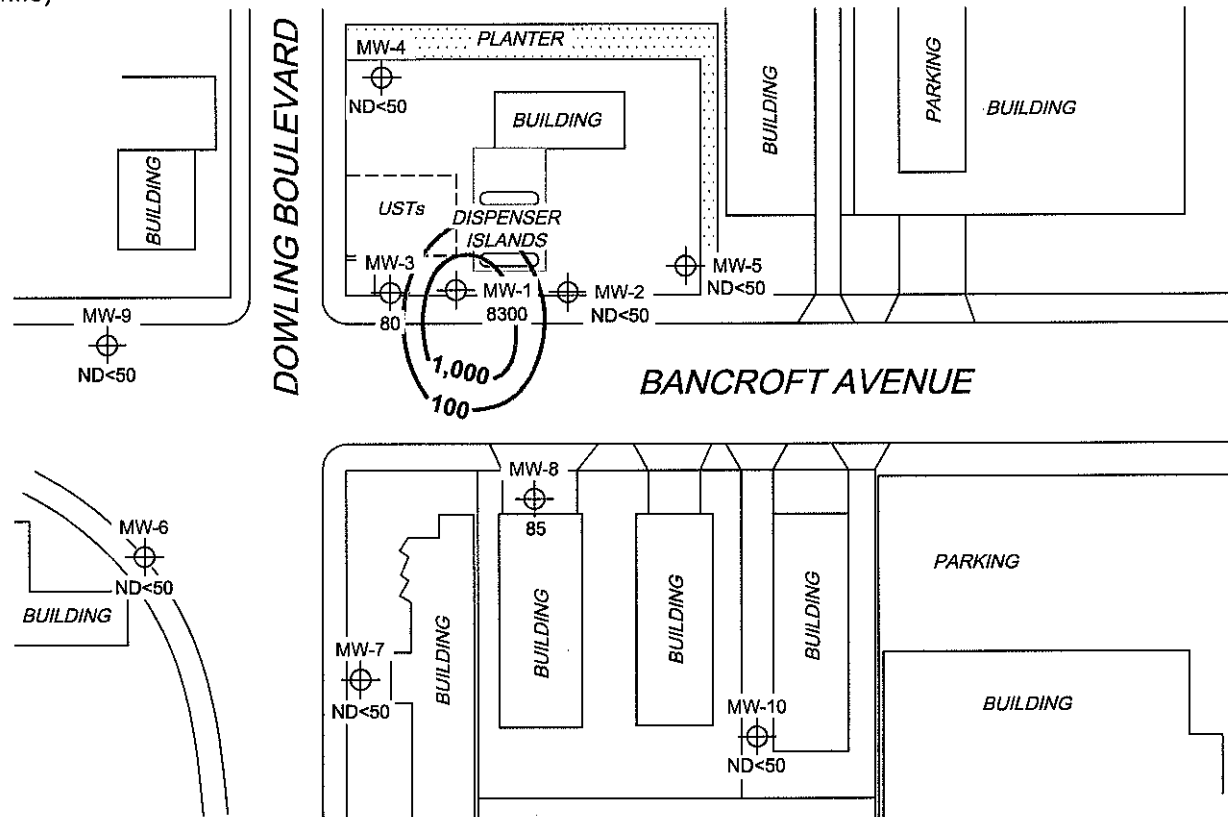 DOWLING BOULEVARD
PLANTER
MW-4
ND<50
BUILDING
BUILDING
PARKING
BUILDING
BUILDING
USTs
DISPENSER
ISLANDS
MW-3
80
MW-1
8300
MW-2
ND<50
MW-5
ND<50
MW-9
ND<50
1,000
100
BANCROFT AVENUE
MW-8
85
MW-6
ND<50
BUILDING
MW-7
ND<50
BUILDING
BUILDING
BUILDING
BUILDING
PARKING
BUILDING
MW-10
ND<50